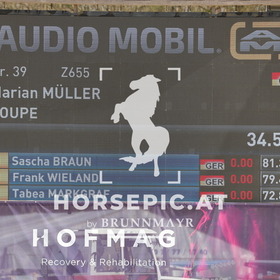 AUDIO MOBIL
r. 39 Z655
arian MÜLLER
OUPE
34.5
Sascha BRAUN GER 0.00 81.
Frank WIELAND GER 0.00 79.
Tabea MARKGRAF GER 0.00 72.
HORSEPIC.AT
by BRUNNMAYR
HOFMAG
Recovery & Rehabilitation